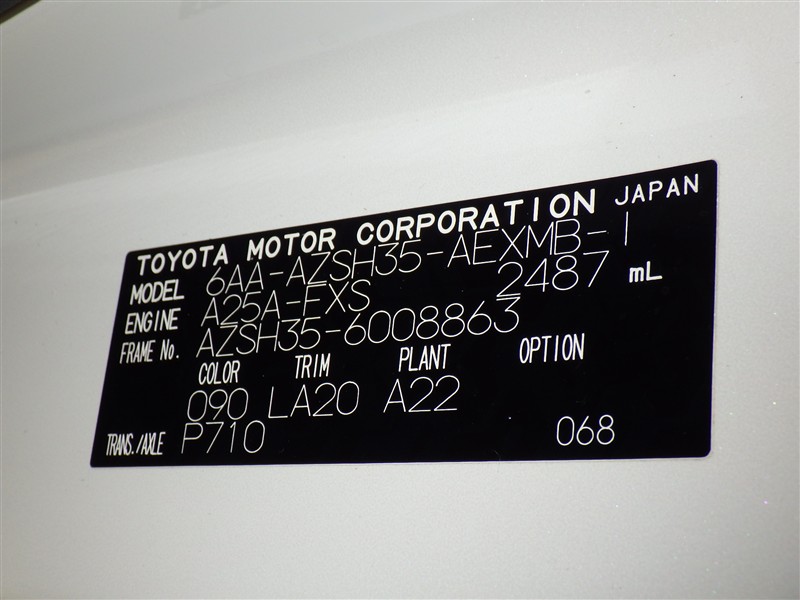 TOYOTA MOTOR CORPORATION JAPAN
MODEL 6AA-AZSH35-AEXMB-1
ENGINE A25A-FXS 2487 mL
FRAME No. AZSH35-6008863
COLOR TRIM PLANT OPTION
090 LA20 A22
TRANS./AXLE P710 068